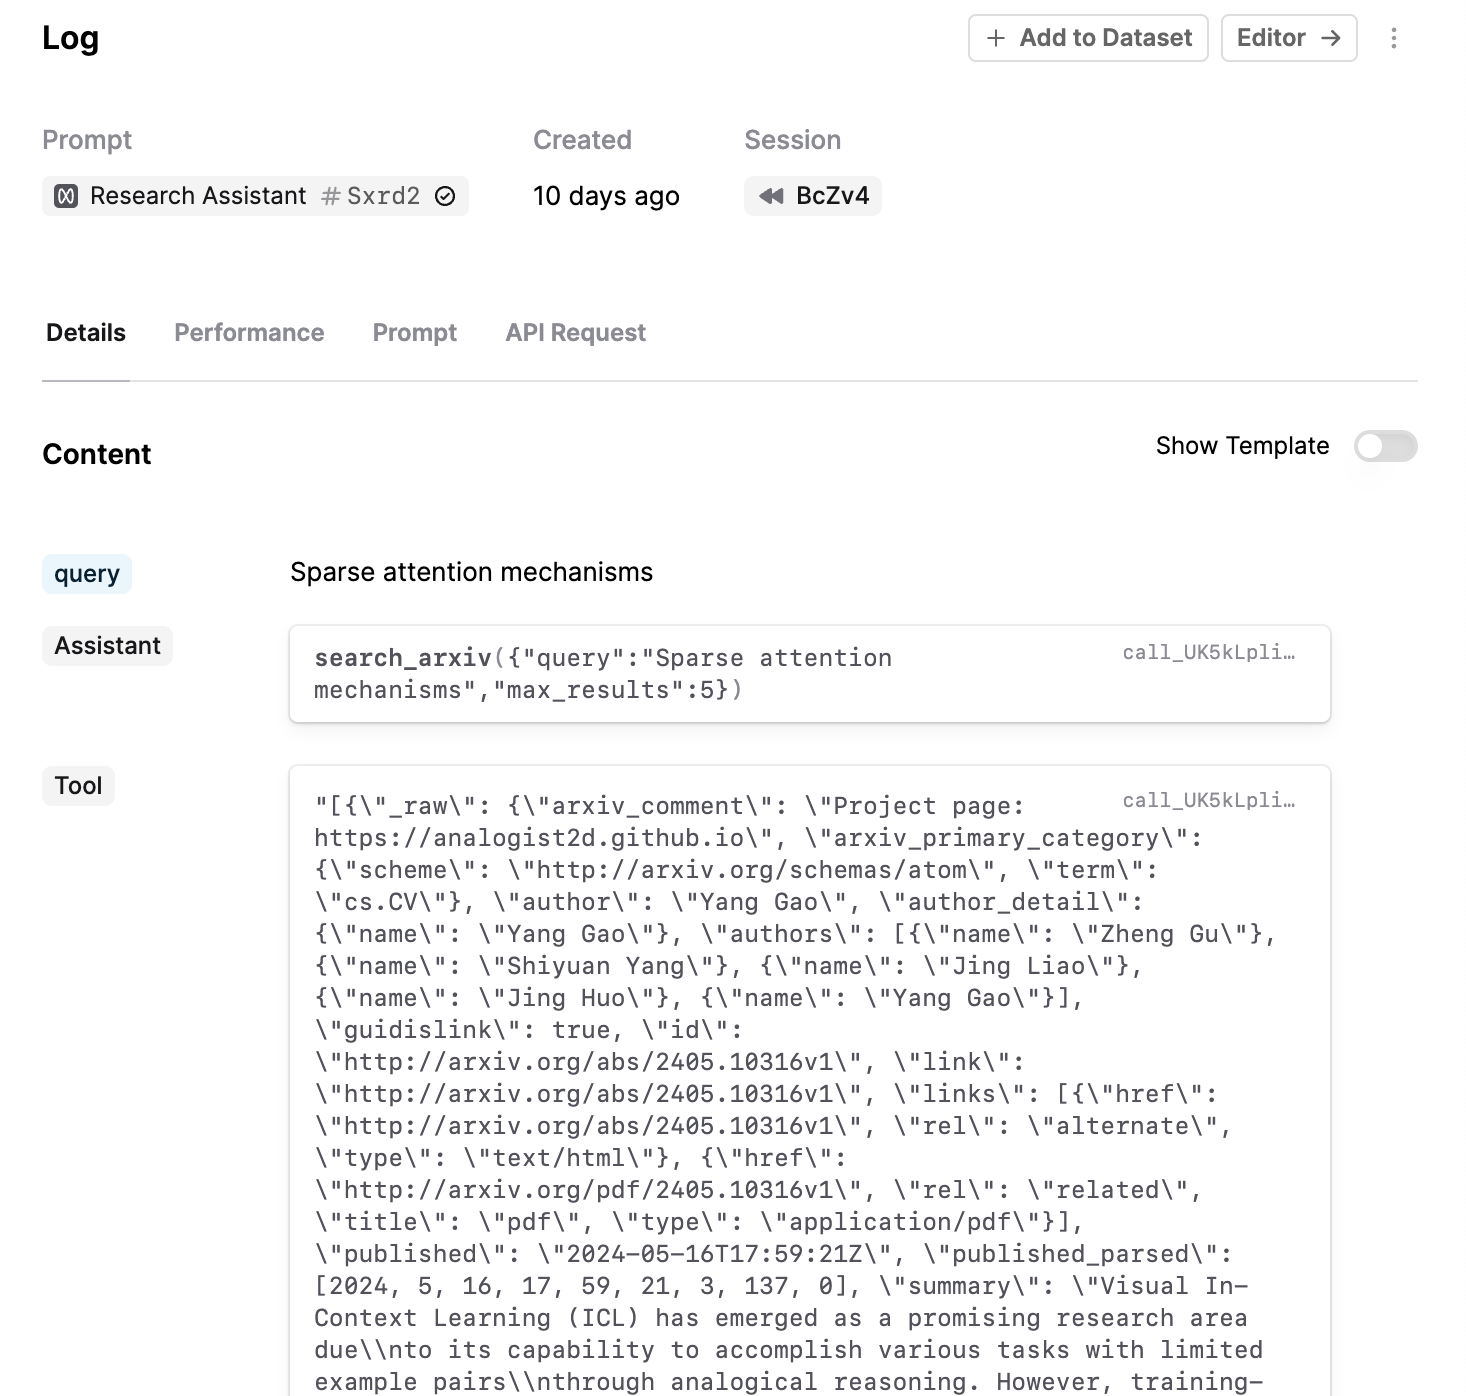 Log
+ Add to Dataset
Editor →
Prompt
Created
Session
Research Assistant #Sxrd2
10 days ago
BcZv4
Details
Performance
Prompt
API Request
Content
Show Template
query
Sparse attention mechanisms
Assistant
search_arxiv({"query":"Sparse attention
mechanisms","max_results":5})
call_UK5kLpli…
Tool
call_UK5kLpli…
"[{\"_raw\": {\"arxiv_comment\": \"Project page:
https://analogist2d.github.io\", \"arxiv_primary_category\":
{\"scheme\": \"http://arxiv.org/schemas/atom\", \"term\":
\"cs.CV\"}, \"author\": \"Yang Gao\", \"author_detail\":
{\"name\": \"Yang Gao\"}, \"authors\": [{\"name\": \"Zheng Gu\"},
{\"name\": \"Shiyuan Yang\"}, {\"name\": \"Jing Liao\"},
{\"name\": \"Jing Huo\"}, {\"name\": \"Yang Gao\"}],
\"guidislink\": true, \"id\":
\"http://arxiv.org/abs/2405.10316v1\", \"link\":
\"http://arxiv.org/abs/2405.10316v1\", \"links\": [{\"href\":
\"http://arxiv.org/abs/2405.10316v1\", \"rel\": \"alternate\",
\"type\": \"text/html\"}, {\"href\":
\"http://arxiv.org/pdf/2405.10316v1\", \"rel\": \"related\",
\"title\": \"pdf\", \"type\": \"application/pdf\"}],
\"published\": \"2024-05-16T17:59:21Z\", \"published_parsed\":
[2024, 5, 16, 17, 59, 21, 3, 137, 0], \"summary\": \"Visual In-
Context Learning (ICL) has emerged as a promising research area
due\\nto its capability to accomplish various tasks with limited
example pairs\\nthrough analogical reasoning. However, training-